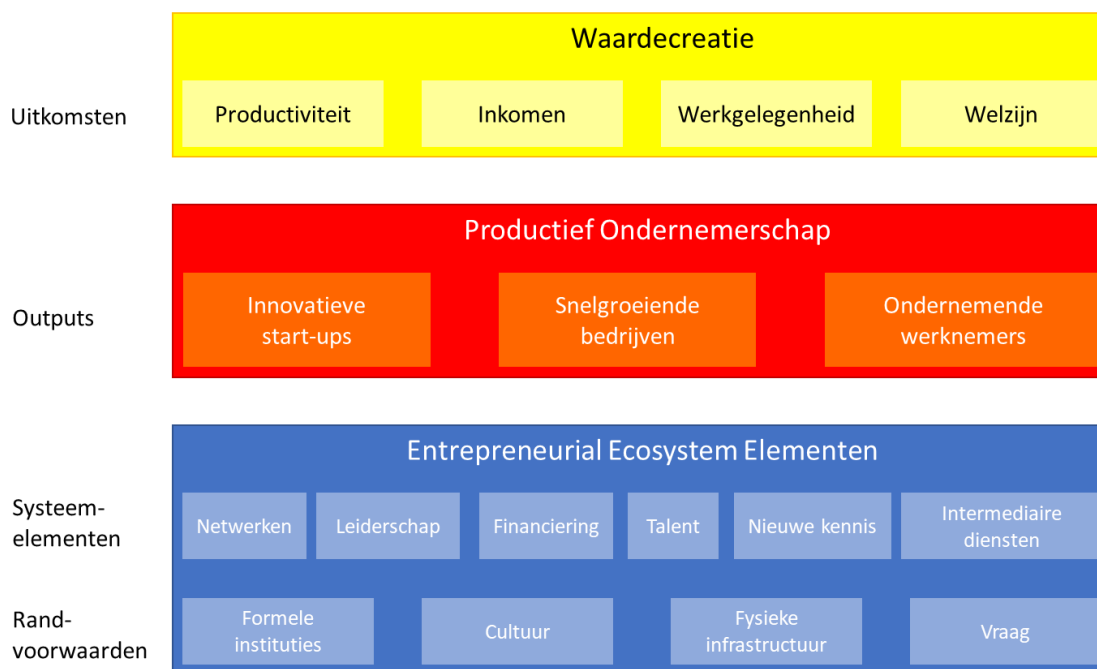 Waardecreatie
Uitkomsten
Productiviteit
Inkomen
Werkgelegenheid
Welzijn
Productief Ondernemerschap
Outputs
Innovatieve
start-ups
Snelgroeiende
bedrijven
Ondernemende
werknemers
Entrepreneurial Ecosystem Elementen
Systeem-
elementen
Netwerken
Leiderschap
Financiering
Talent
Nieuwe kennis
Intermediaire
diensten
Rand-
voorwaarden
Formele
instituties
Cultuur
Fysieke
infrastructuur
Vraag